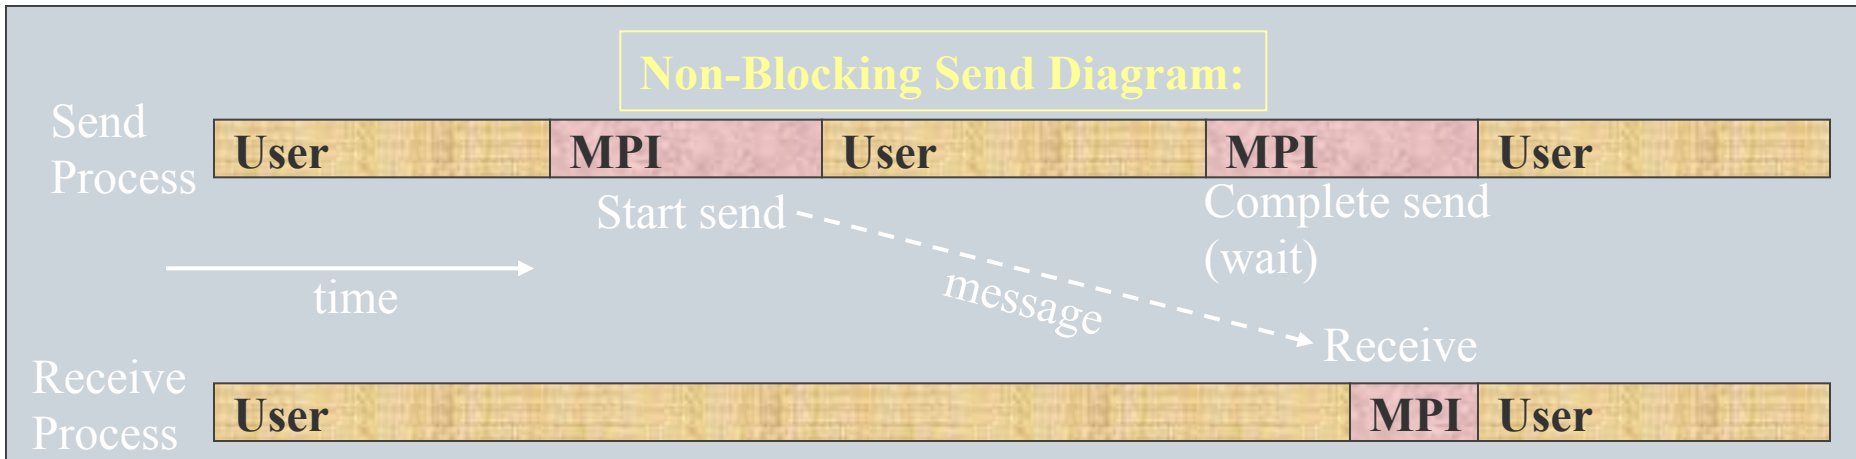 Non-Blocking Send Diagram:
Send
Process
User MPI User MPI User
Start send
Complete send
(wait)
time
message
Receive
Receive
Process
User MPI User